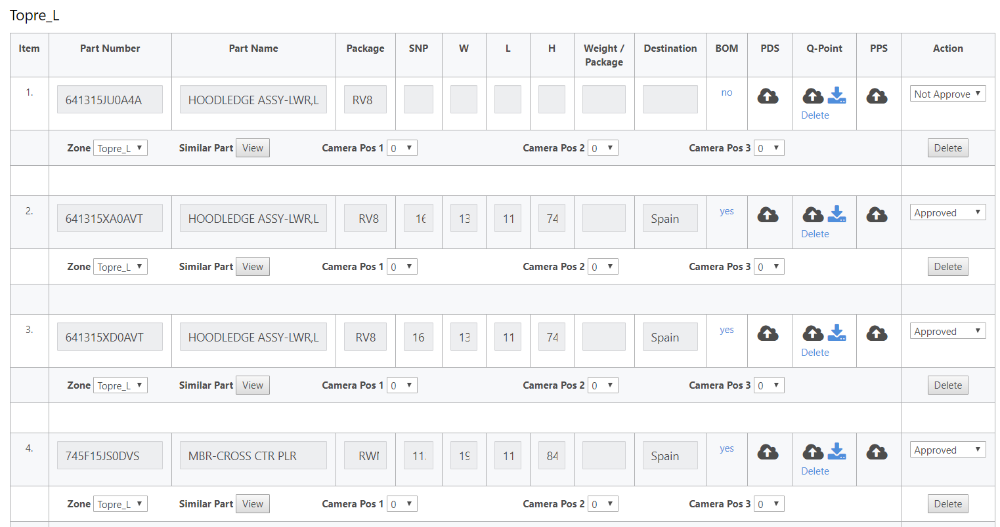 Topre_L
Item Part Number Part Name Package SNP W L H Weight / Package Destination BOM PDS Q-Point PPS Action
1. 641315JU0A4A HOODLEDGE ASSY-LWR,L RV8 no Delete Not Approve
Zone Topre_L Similar Part View Camera Pos 1 0 Camera Pos 2 0 Camera Pos 3 0 Delete
2. 641315XA0AVT HOODLEDGE ASSY-LWR,L RV8 16 13 11 74 Spain yes Delete Approved
Zone Topre_L Similar Part View Camera Pos 1 0 Camera Pos 2 0 Camera Pos 3 0 Delete
3. 641315XD0AVT HOODLEDGE ASSY-LWR,L RV8 16 13 11 74 Spain yes Delete Approved
Zone Topre_L Similar Part View Camera Pos 1 0 Camera Pos 2 0 Camera Pos 3 0 Delete
4. 745F15JS0DVS MBR-CROSS CTR PLR 19 11 84 Spain yes Delete Approved
Zone Topre_L Similar Part View Camera Pos 1 0 Camera Pos 2 0 Camera Pos 3 0 Delete